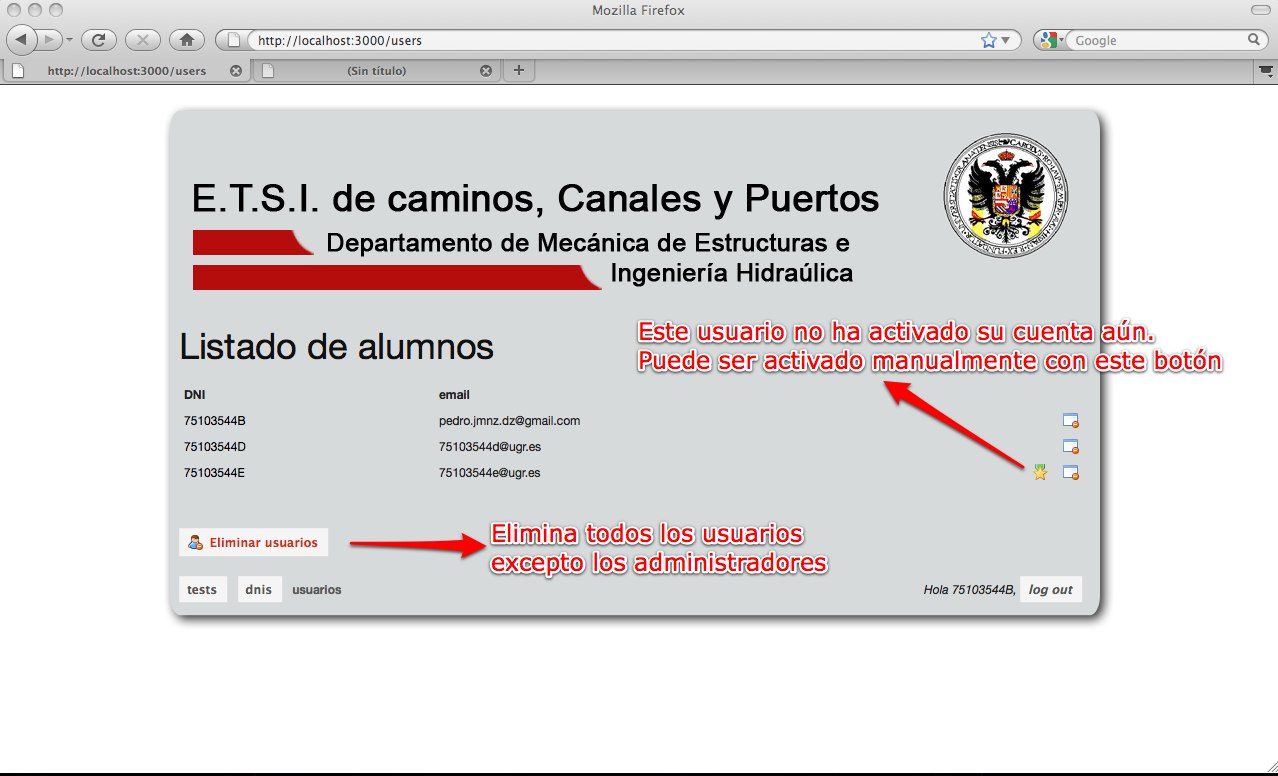 Mozilla Firefox
http://localhost:3000/users
Google
http://localhost:3000/users
(Sin título)
E.T.S.I. de caminos, Canales y Puertos
Departamento de Mecánica de Estructuras e
Ingeniería Hidraúlica
Listado de alumnos
Este usuario no ha activado su cuenta aún.
Puede ser activado manualmente con este botón
DNI email
75103544B pedro.jmnz.dz@gmail.com
75103544D 75103544d@ugr.es
75103544E 75103544e@ugr.es
Eliminar usuarios
Elimina todos los usuarios
excepto los administradores
tests dnis usuarios Hola 75103544B, log out